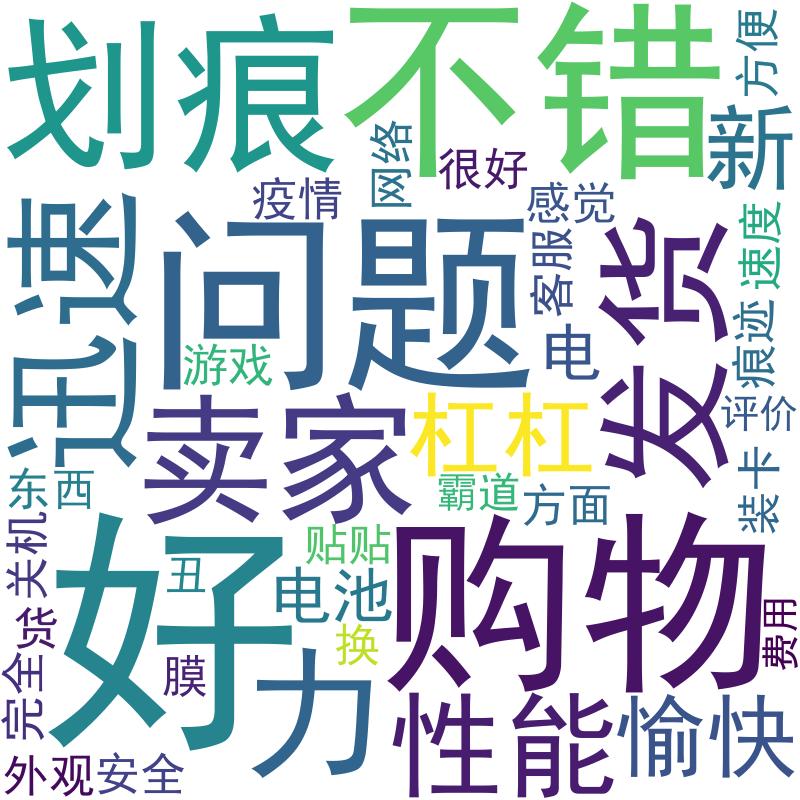 划痕
不错
方便
新
网络
很好
疫情
感觉
迅速
问题
客服
发货
速度
痕迹
电
游戏
卖家
杠杠
评价
霸道
方面
装卡
东西
关机
好
丑
贴贴
电池
换
购物
货
完全
膜
力
性能
愉快
费用
外观
安全